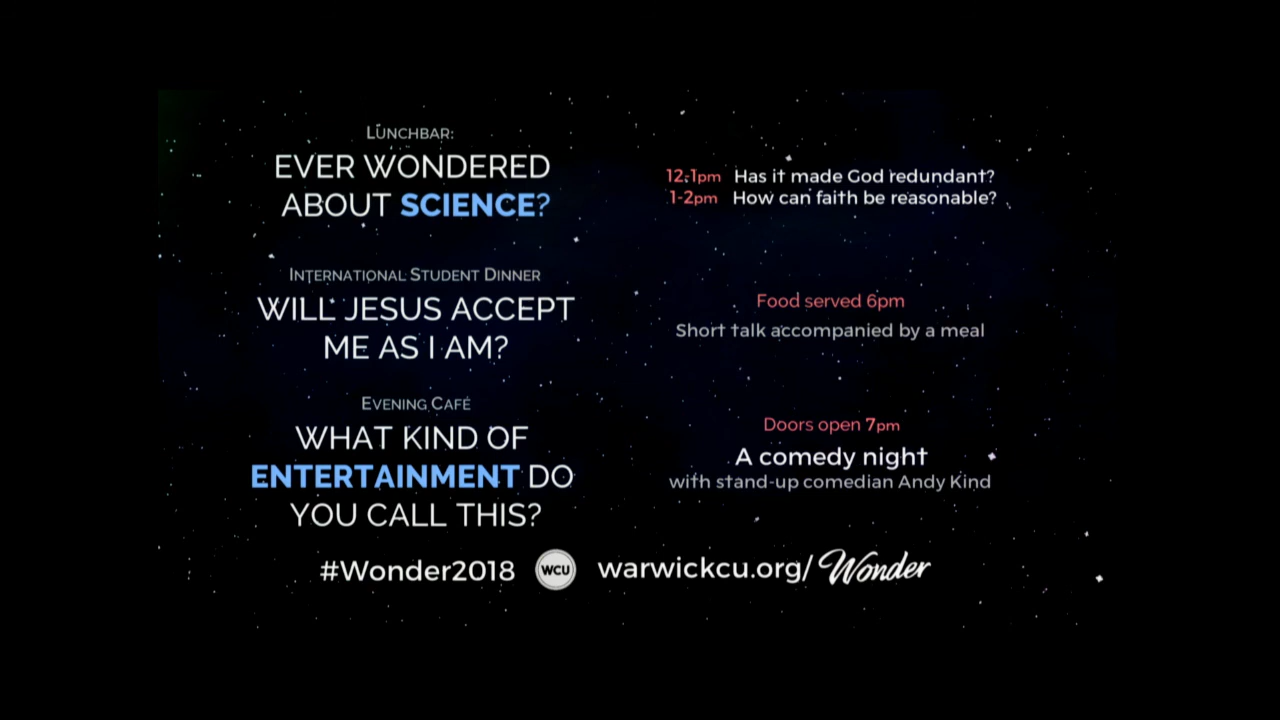 LUNCHBAR:
EVER WONDERED
ABOUT SCIENCE?
12-1pm Has it made God redundant?
1-2pm How can faith be reasonable?
INTERNATIONAL STUDENT DINNER
WILL JESUS ACCEPT
ME AS I AM?
Food served 6pm
Short talk accompanied by a meal
EVENING CAFÉ
WHAT KIND OF
ENTERTAINMENT DO
YOU CALL THIS?
Doors open 7pm
A comedy night
with stand-up comedian Andy Kind
#Wonder2018 WCU warwickcu.org/Wonder